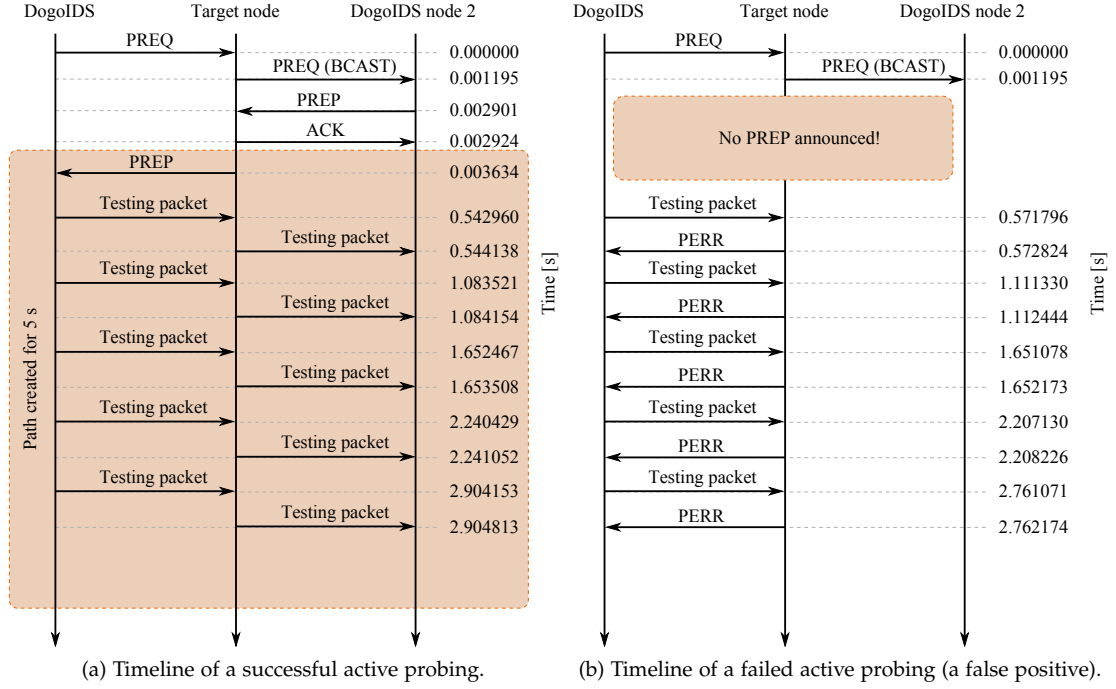 DogoIDS Target node DogoIDS node 2
PREQ 0.000000
PREQ (BCAST) 0.001195
PREP 0.002901
ACK 0.002924
PREP 0.003634
Testing packet 0.542960
Testing packet 0.544138
Testing packet 1.083521
Testing packet 1.084154
Testing packet 1.652467
Testing packet 1.653508
Testing packet 2.240429
Testing packet 2.241052
Testing packet 2.904153
Testing packet 2.904813
Path created for 5 s
Time [s]
(a) Timeline of a successful active probing.
DogoIDS Target node DogoIDS node 2
PREQ 0.000000
PREQ (BCAST) 0.001195
No PREP announced!
Testing packet 0.571796
PERR 0.572824
Testing packet 1.111330
PERR 1.112444
Testing packet 1.651078
PERR 1.652173
Testing packet 2.207130
PERR 2.208226
Testing packet 2.761071
PERR 2.762174
Time [s]
(b) Timeline of a failed active probing (a false positive).